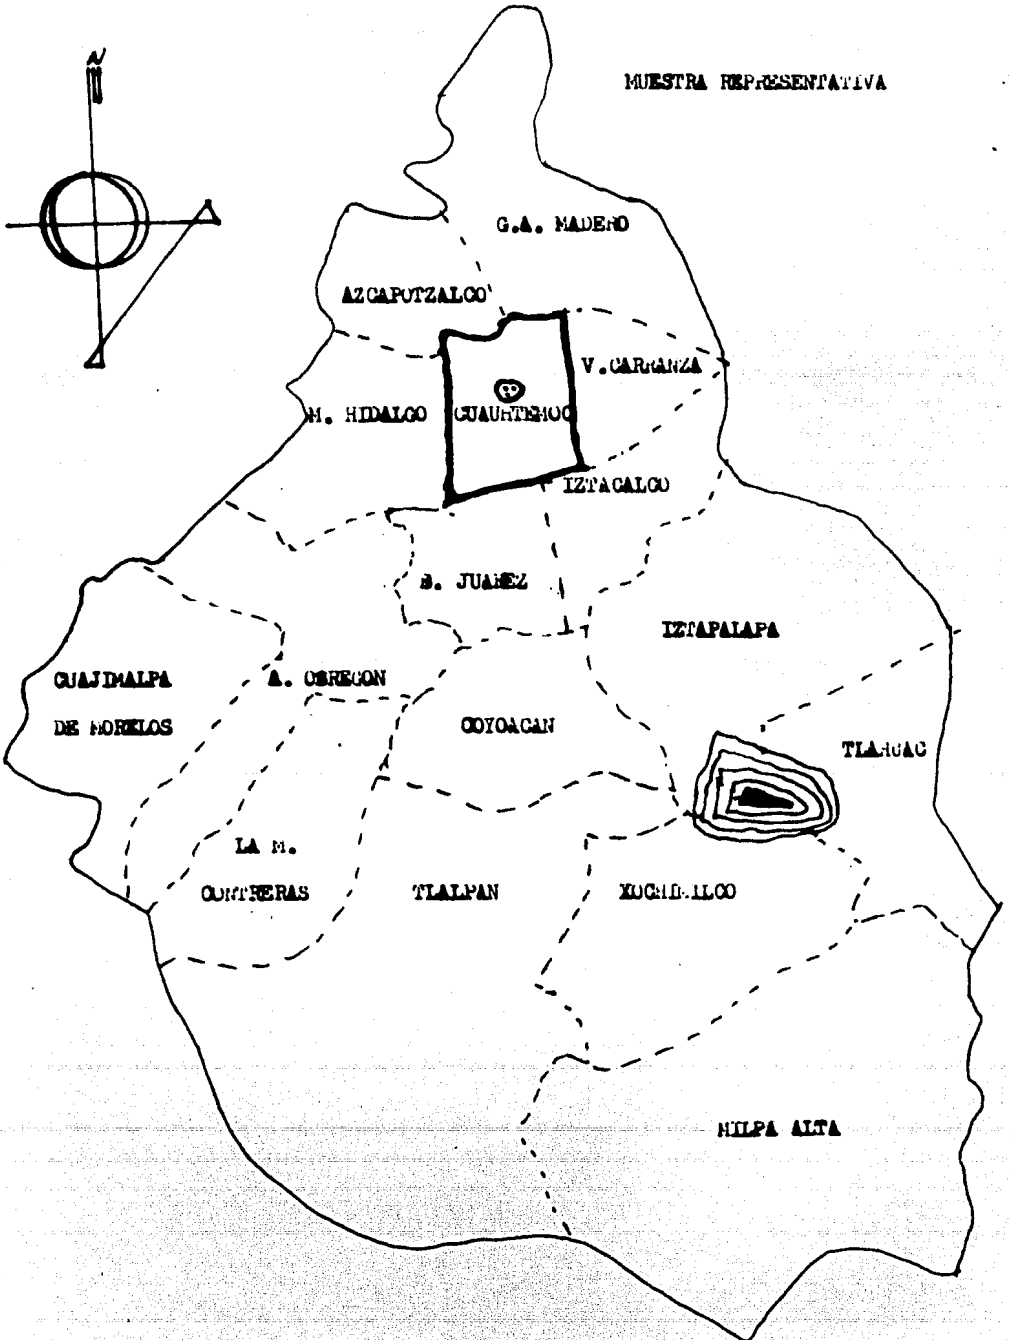 N
MUESTRA REPRESENTATIVA
G.A. MADERO
AZCAPOTZALCO
V.CARRANZA
M. HIDALGO
CUAUHTEMOC
IZTACALCO
B. JUAREZ
IZTAPALAPA
CUAJIMALPA
DE MORELOS
A. OBREGON
COYOACAN
TLAHUAC
LA M.
CONTRERAS
TLALPAN
XOCHIMILCO
MILPA ALTA